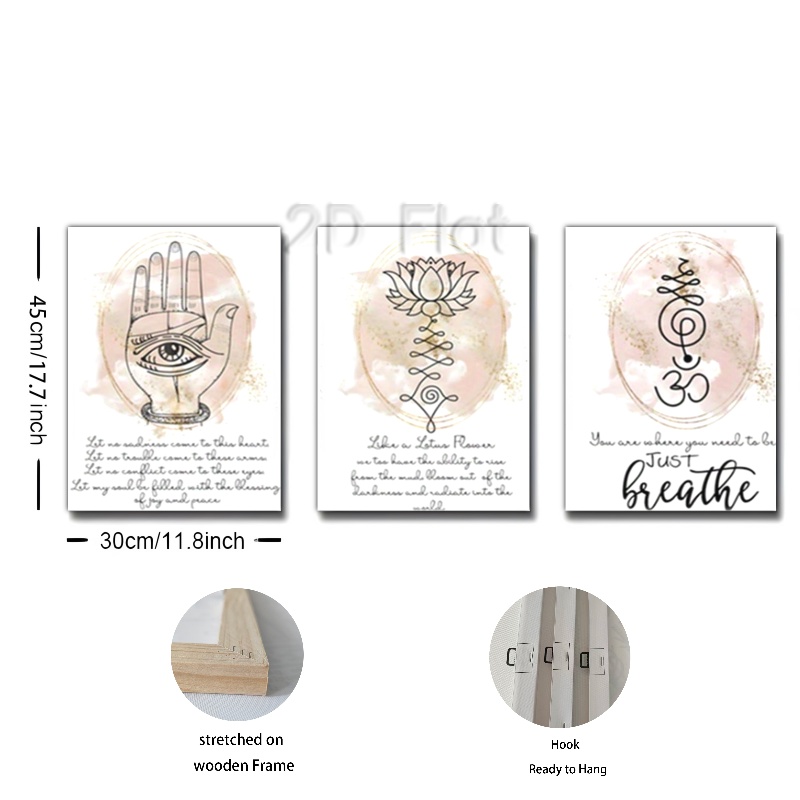 2D Flat
45cm/17.7inch
Let no sadness come to this heart.
Let no trouble come to these arms.
Let no conflict come to these eyes.
Let my soul be filled with the blessing
of joy and peace
Like a Lotus Flower
we too have the ability to rise
from the mud bloom out of the
darkness and radiate into the
world.
You are where you need to be
JUST
breathe
30cm/11.8inch
stretched on
wooden Frame
Hook
Ready to Hang